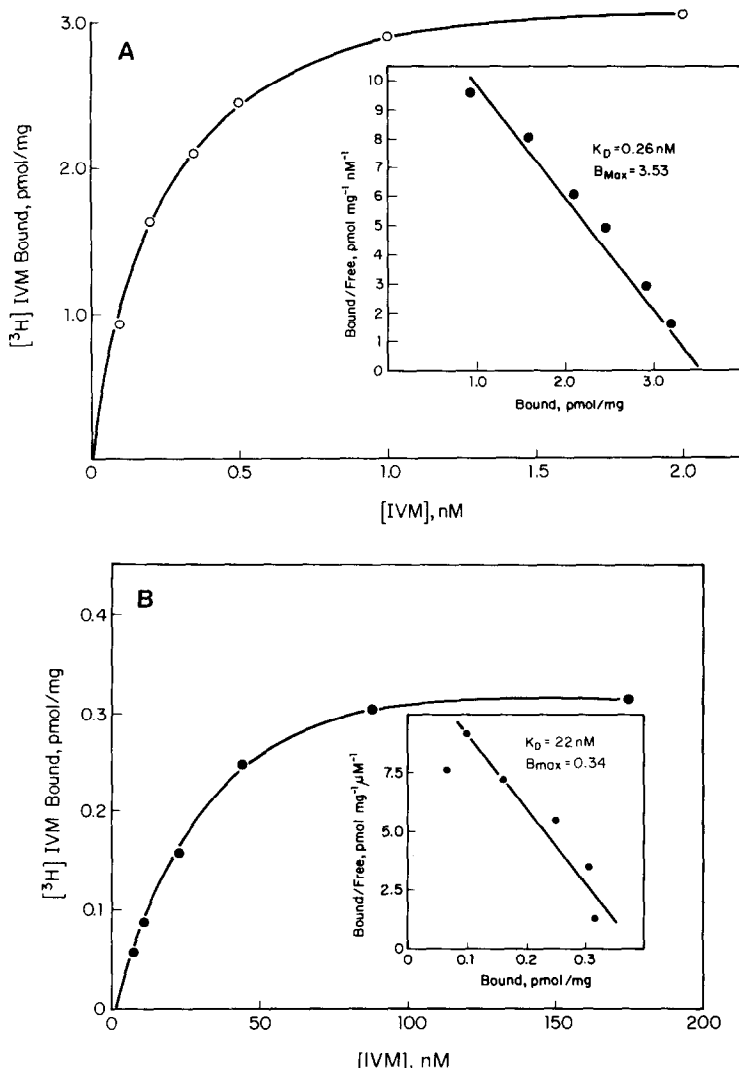 A
3.0
2.0
1.0
0
[³H] IVM Bound, pmol/mg
0 0.5 1.0 1.5 2.0
[IVM], nM
10
9
8
7
6
5
4
3
2
1
0
Bound/Free, pmol mg⁻¹ nM⁻¹
K_D = 0.26 nM
B_Max = 3.53
1.0 2.0 3.0
Bound, pmol/mg
B
0.4
0.3
0.2
0.1
0
[³H] IVM Bound, pmol/mg
0 50 100 150 200
[IVM], nM
7.5
5.0
2.5
0
Bound/Free, pmol mg⁻¹/μM⁻¹
K_D = 22 nM
Bmax = 0.34
0 0.1 0.2 0.3
Bound, pmol/mg